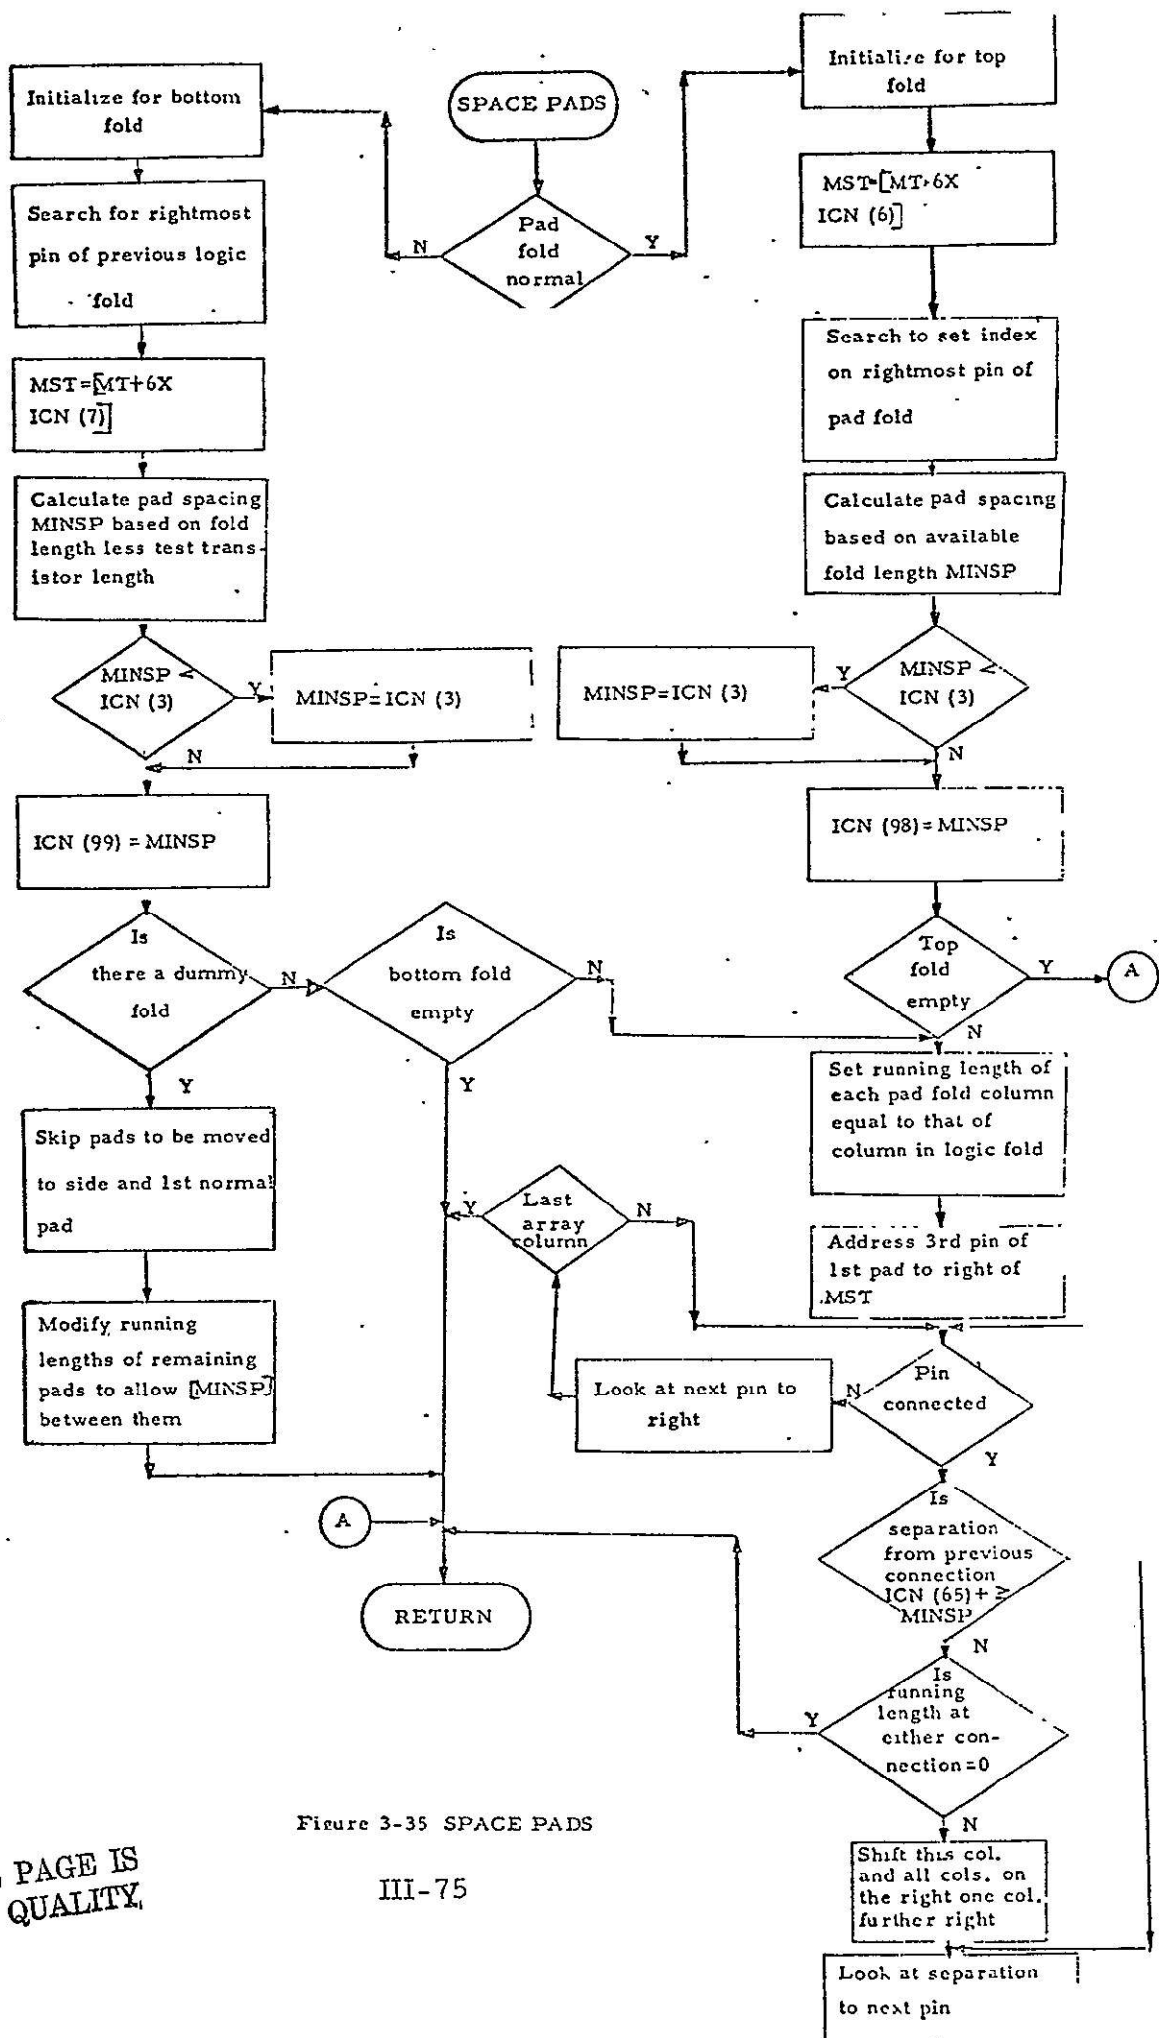 SPACE PADS
Pad
fold
normal
N
Y
Initialize for bottom
fold
Search for rightmost
pin of previous logic
fold
MST=[MT+6X
ICN (7)]
Calculate pad spacing
MINSP based on fold
length less test tran-
sistor length
MINSP <
ICN (3)
Y
MINSP=ICN (3)
N
ICN (99) = MINSP
Is
there a dummy
fold
N
Y
Is
bottom fold
empty
N
Y
Skip pads to be moved
to side and 1st normal
pad
Modify running
lengths of remaining
pads to allow [MINSP]
between them
Initialize for top
fold
MST=[MT+6X
ICN (6)]
Search to set index
on rightmost pin of
pad fold
Calculate pad spacing
based on available
fold length MINSP
MINSP <
ICN (3)
Y
MINSP=ICN (3)
N
ICN (98) = MINSP
Top
fold
empty
Y
A
N
Set running length of
each pad fold column
equal to that of
column in logic fold
Address 3rd pin of
1st pad to right of
MST
Last
array
column
Y
N
Pin
connected
N
Look at next pin to
right
Y
Is
separation
from previous
connection
ICN (65)+ ≥
MINSP
N
Is
running
length at
either con-
nection=0
Y
N
Shift this col.
and all cols. on
the right one col.
further right
Look at separation
to next pin
A
RETURN
Figure 3-35 SPACE PADS
III-75
PAGE IS
QUALITY